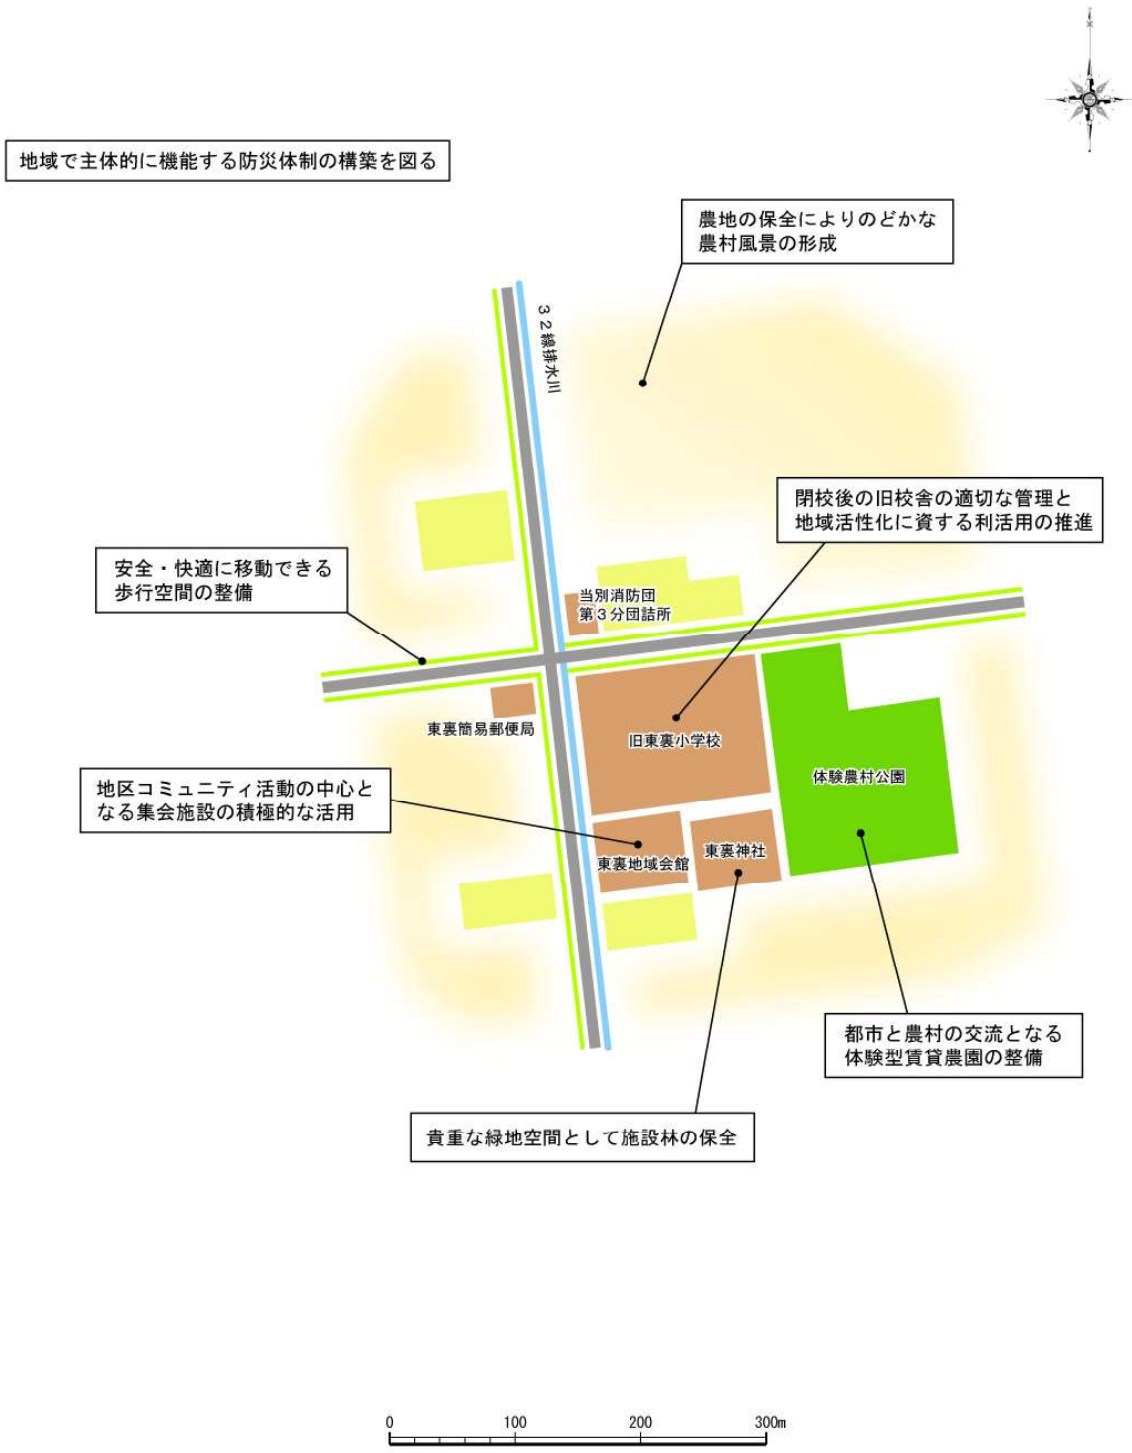 地域で主体的に機能する防災体制の構築を図る
農地の保全によりのどかな
農村風景の形成
３２線排水川
閉校後の旧校舎の適切な管理と
地域活性化に資する利活用の推進
安全・快適に移動できる
歩行空間の整備
当別消防団
第３分団詰所
東裏簡易郵便局
旧東裏小学校
体験農村公園
地区コミュニティ活動の中心と
なる集会施設の積極的な活用
東裏地域会館
東裏神社
都市と農村の交流となる
体験型賃貸農園の整備
貴重な緑地空間として施設林の保全
0 100 200 300m